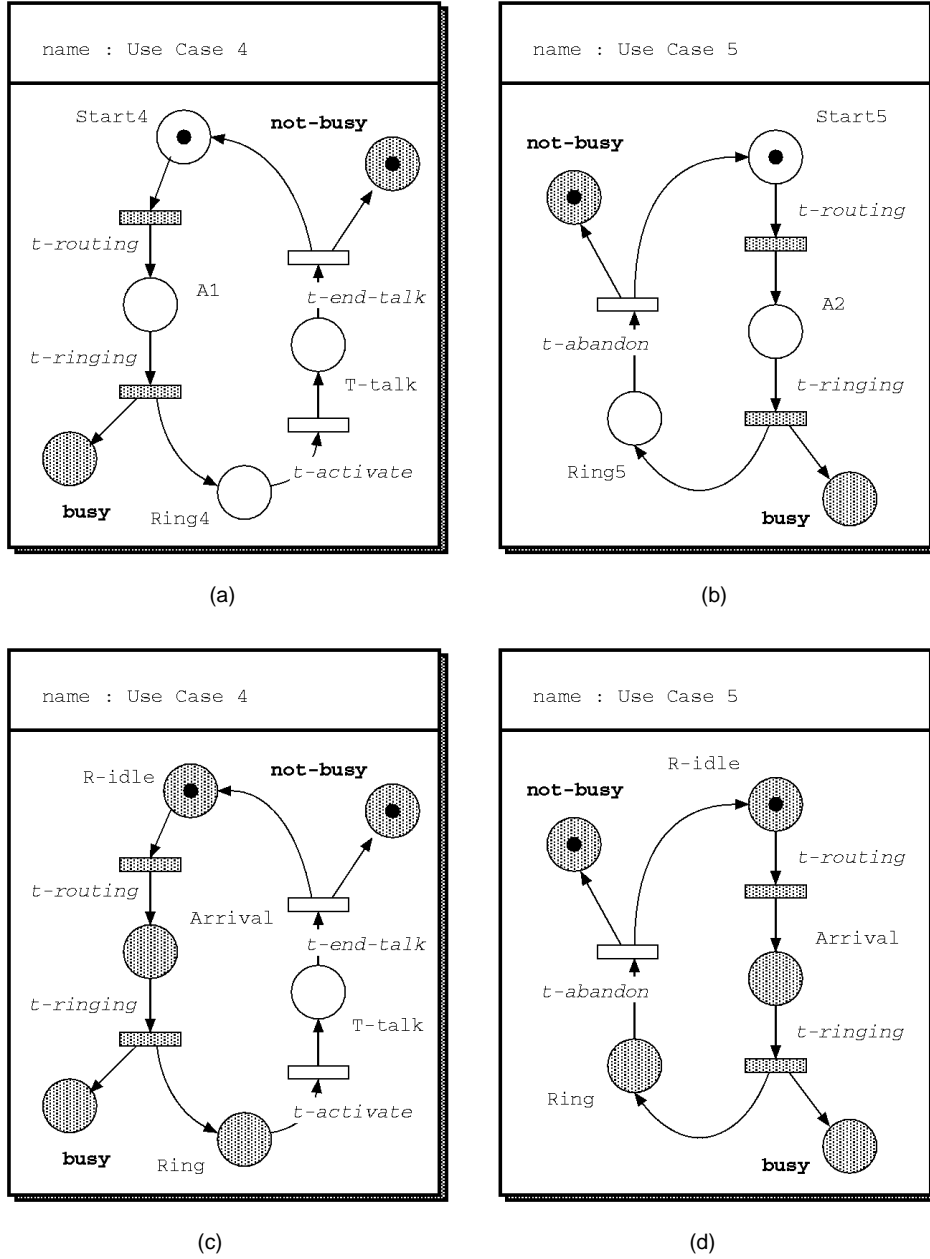 name : Use Case 4
Start4
not-busy
t-routing
A1
t-end-talk
t-ringing
T-talk
t-activate
Ring4
busy
(a)
name : Use Case 5
Start5
not-busy
t-routing
A2
t-abandon
t-ringing
Ring5
busy
(b)
name : Use Case 4
R-idle
not-busy
t-routing
Arrival
t-end-talk
t-ringing
T-talk
t-activate
Ring
busy
(c)
name : Use Case 5
R-idle
not-busy
t-routing
Arrival
t-abandon
t-ringing
Ring
busy
(d)